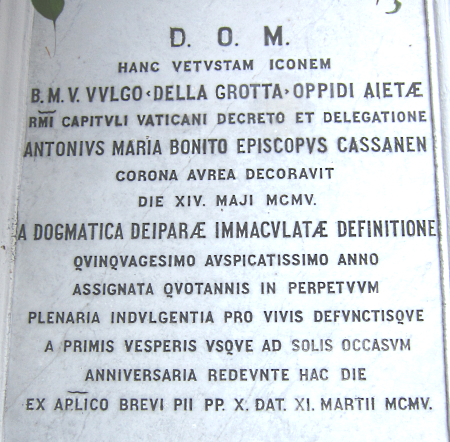 D. O. M.
HANC VETVSTAM ICONEM
B. M. V. VVLGO ‹DELLA GROTTA› OPPIDI AIETÆ
RM̅I CAPITVLI VATICANI DECRETO ET DELEGATIONE
ANTONIVS MARIA BONITO EPISCOPVS CASSANEN
CORONA AVREA DECORAVIT
DIE XIV. MAJI MCMV.
A DOGMATICA DEIPARÆ IMMACVLATÆ DEFINITIONE
QVINQVAGESIMO AVSPICATISSIMO ANNO
ASSIGNATA QVOTANNIS IN PERPETVVM
PLENARIA INDVLGENTIA PRO VIVIS DEFVNCTISQVE
A PRIMIS VESPERIS VSQVE AD SOLIS OCCASVM
ANNIVERSARIA REDEVNTE HAC DIE
EX AP̅LICO BREVI PII PP. X. DAT. XI. MARTII MCMV.